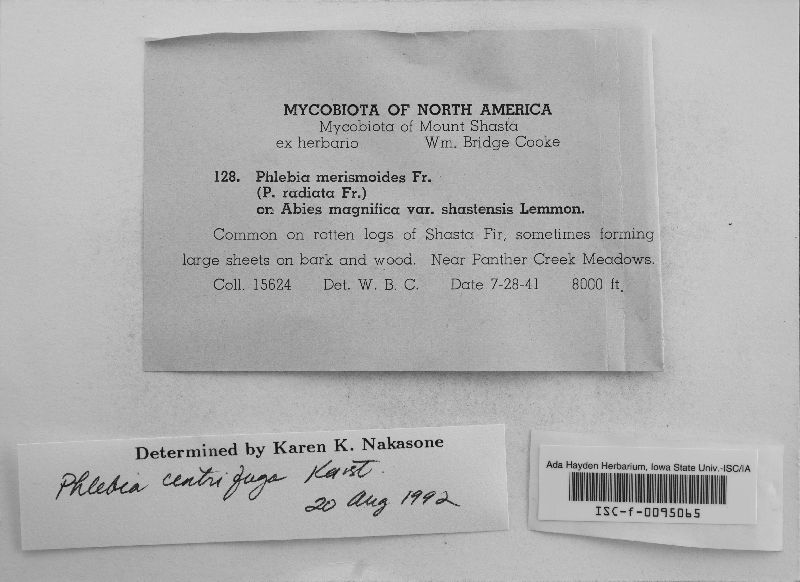 MYCOBIOTA OF NORTH AMERICA
Mycobiota of Mount Shasta
ex herbario Wm. Bridge Cooke
128. Phlebia merismoides Fr.
(P. radiata Fr.)
on Abies magnifica var. shastensis Lemmon.
Common on rotten logs of Shasta Fir, sometimes forming
large sheets on bark and wood. Near Panther Creek Meadows.
Coll. 15624 Det. W. B. C. Date 7-28-41 8000 ft.
Determined by Karen K. Nakasone
Phlebia centrifuga Karst.
20 Aug 1992
Ada Hayden Herbarium, Iowa State Univ.-ISC/IA
ISC-f-0095065